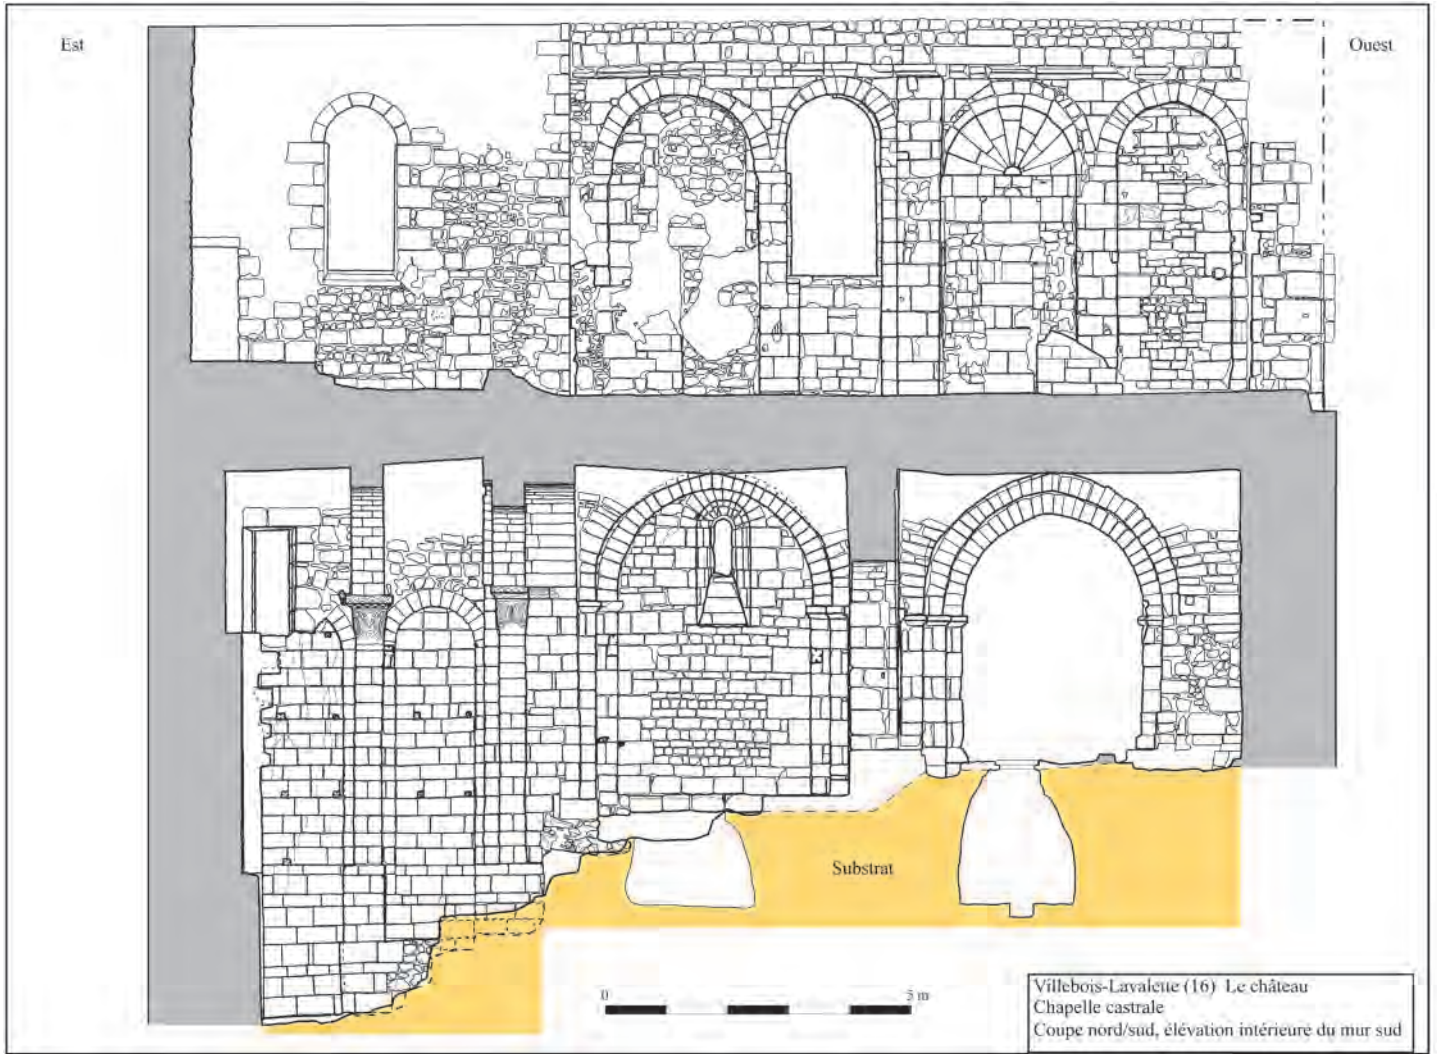 Est
Ouest
Substrat
0
5 m
Villebois-Lavalette (16) Le château
Chapelle castrale
Coupe nord/sud, élévation intérieure du mur sud